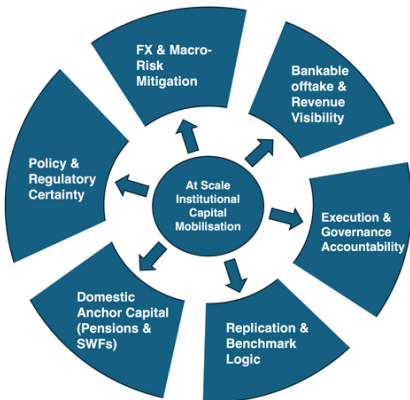 FX & Macro-
Risk
Mitigation
Bankable
offtake &
Revenue
Visibility
Policy &
Regulatory
Certainty
At Scale
Institutional
Capital
Mobilisation
Execution &
Governance
Accountability
Domestic
Anchor Capital
(Pensions &
SWFs)
Replication &
Benchmark
Logic